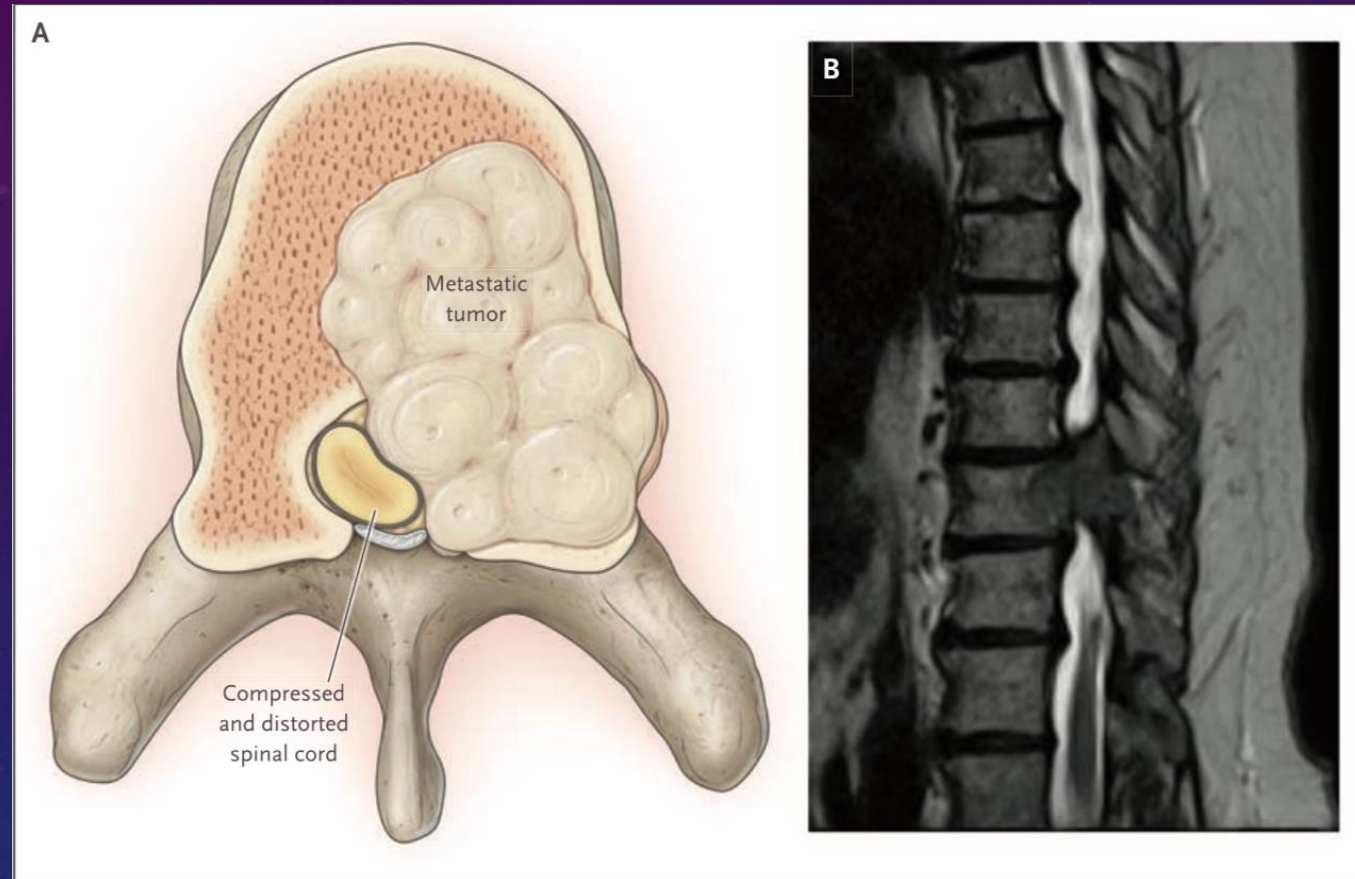 A
B
Metastatic
tumor
Compressed
and distorted
spinal cord